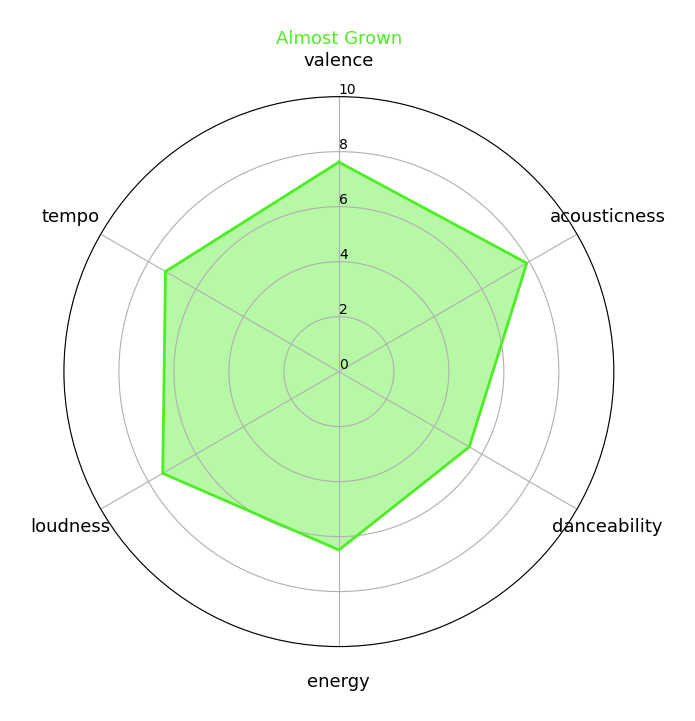 Almost Grown
valence
10
8
tempo
acousticness
6
4
2
0
loudness
danceability
energy